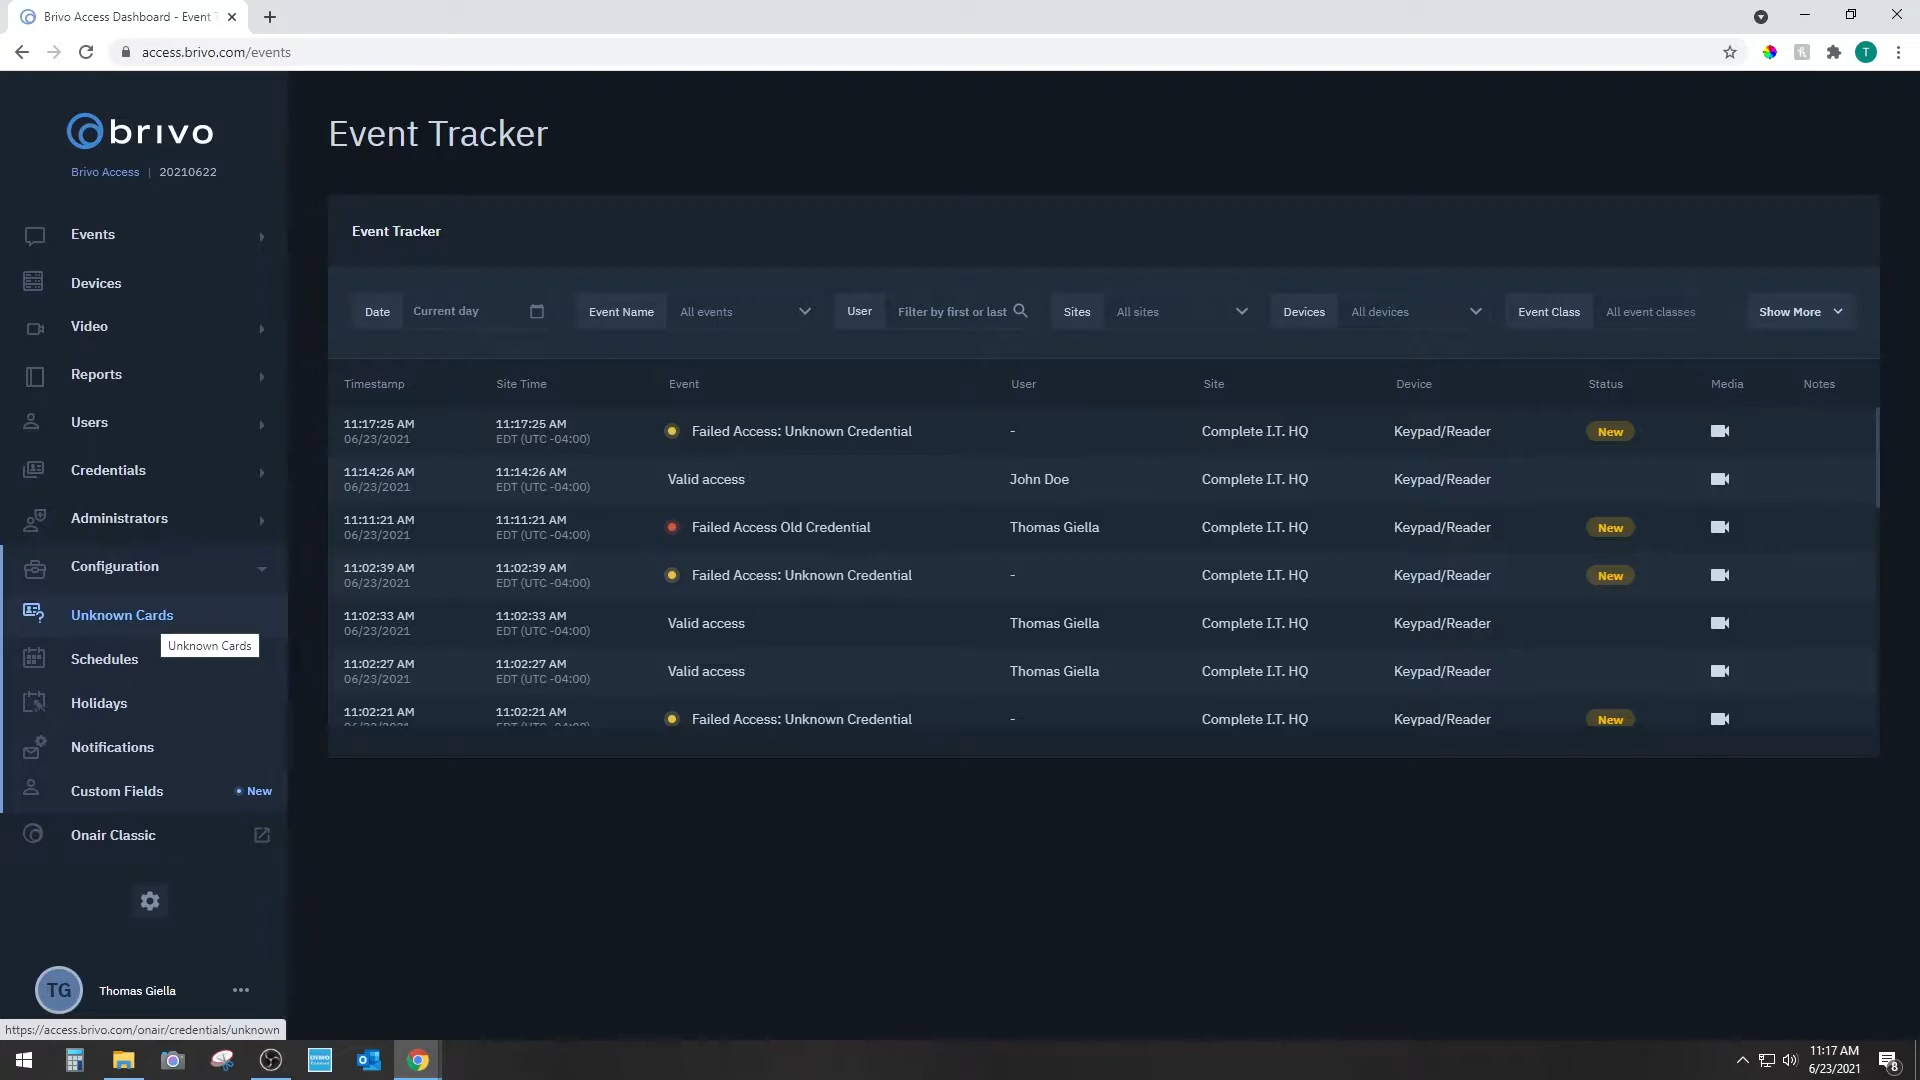 Brivo Access Dashboard - Event T
access.brivo.com/events
T
brivo
Brivo Access | 20210622
Events
Devices
Video
Reports
Users
Credentials
Administrators
Configuration
Unknown Cards
Unknown Cards
Schedules
Holidays
Notifications
Custom Fields New
Onair Classic
TG Thomas Giella
https://access.brivo.com/onair/credentials/unknown
Event Tracker
Event Tracker
Date Current day Event Name All events User Filter by first or last Sites All sites Devices All devices Event Class All event classes Show More
Timestamp Site Time Event User Site Device Status Media Notes
11:17:25 AM 11:17:25 AM Failed Access: Unknown Credential - Complete I.T. HQ Keypad/Reader New
06/23/2021 EDT (UTC -04:00)
11:14:26 AM 11:14:26 AM Valid access John Doe Complete I.T. HQ Keypad/Reader
06/23/2021 EDT (UTC -04:00)
11:11:21 AM 11:11:21 AM Failed Access Old Credential Thomas Giella Complete I.T. HQ Keypad/Reader New
06/23/2021 EDT (UTC -04:00)
11:02:39 AM 11:02:39 AM Failed Access: Unknown Credential - Complete I.T. HQ Keypad/Reader New
06/23/2021 EDT (UTC -04:00)
11:02:33 AM 11:02:33 AM Valid access Thomas Giella Complete I.T. HQ Keypad/Reader
06/23/2021 EDT (UTC -04:00)
11:02:27 AM 11:02:27 AM Valid access Thomas Giella Complete I.T. HQ Keypad/Reader
06/23/2021 EDT (UTC -04:00)
11:02:21 AM 11:02:21 AM Failed Access: Unknown Credential - Complete I.T. HQ Keypad/Reader New
06/23/2021 EDT (UTC -04:00)
11:17 AM
6/23/2021
8